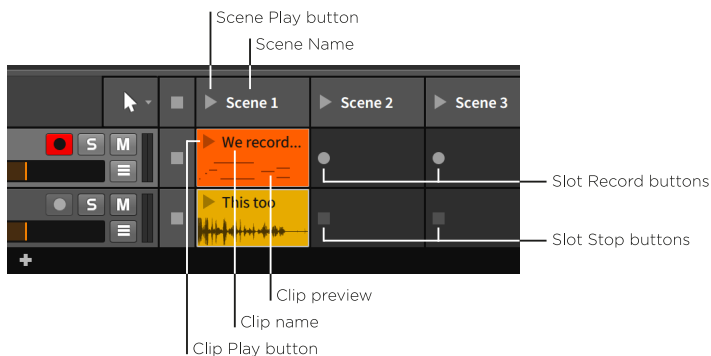 Scene Play button
Scene Name
Scene 1
Scene 2
Scene 3
S M
We record...
Slot Record buttons
S M
This too
Slot Stop buttons
Clip preview
Clip name
Clip Play button